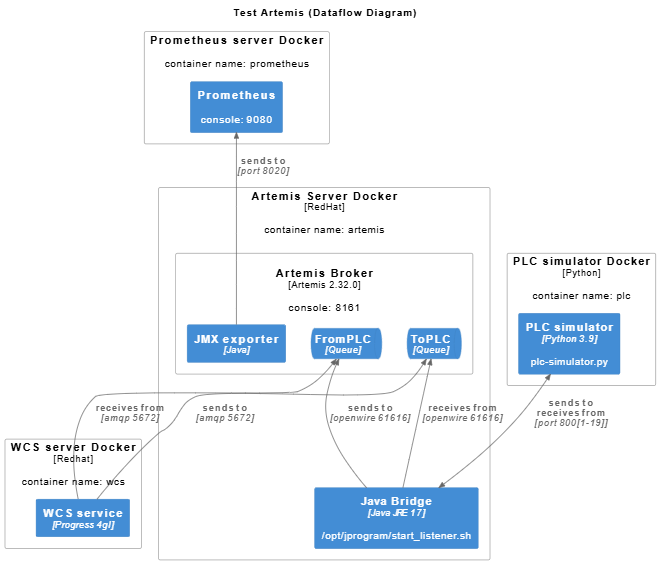 Test Artemis (Dataflow Diagram)
Prometheus server Docker
container name: prometheus
Prometheus
console: 9080
sends to
[port 8020]
Artemis Server Docker
[RedHat]
container name: artemis
Artemis Broker
[Artemis 2.32.0]
console: 8161
JMX exporter
[Java]
FromPLC
[Queue]
ToPLC
[Queue]
PLC simulator Docker
[Python]
container name: plc
PLC simulator
[Python 3.9]
plc-simulator.py
receives from
[amqp 5672]
sends to
[amqp 5672]
sends to
[openwire 61616]
receives from
[openwire 61616]
sends to
receives from
[port 800[1-19]]
WCS server Docker
[Redhat]
container name: wcs
WCS service
[Progress 4gl]
Java Bridge
[Java JRE 17]
/opt/jprogram/start_listener.sh